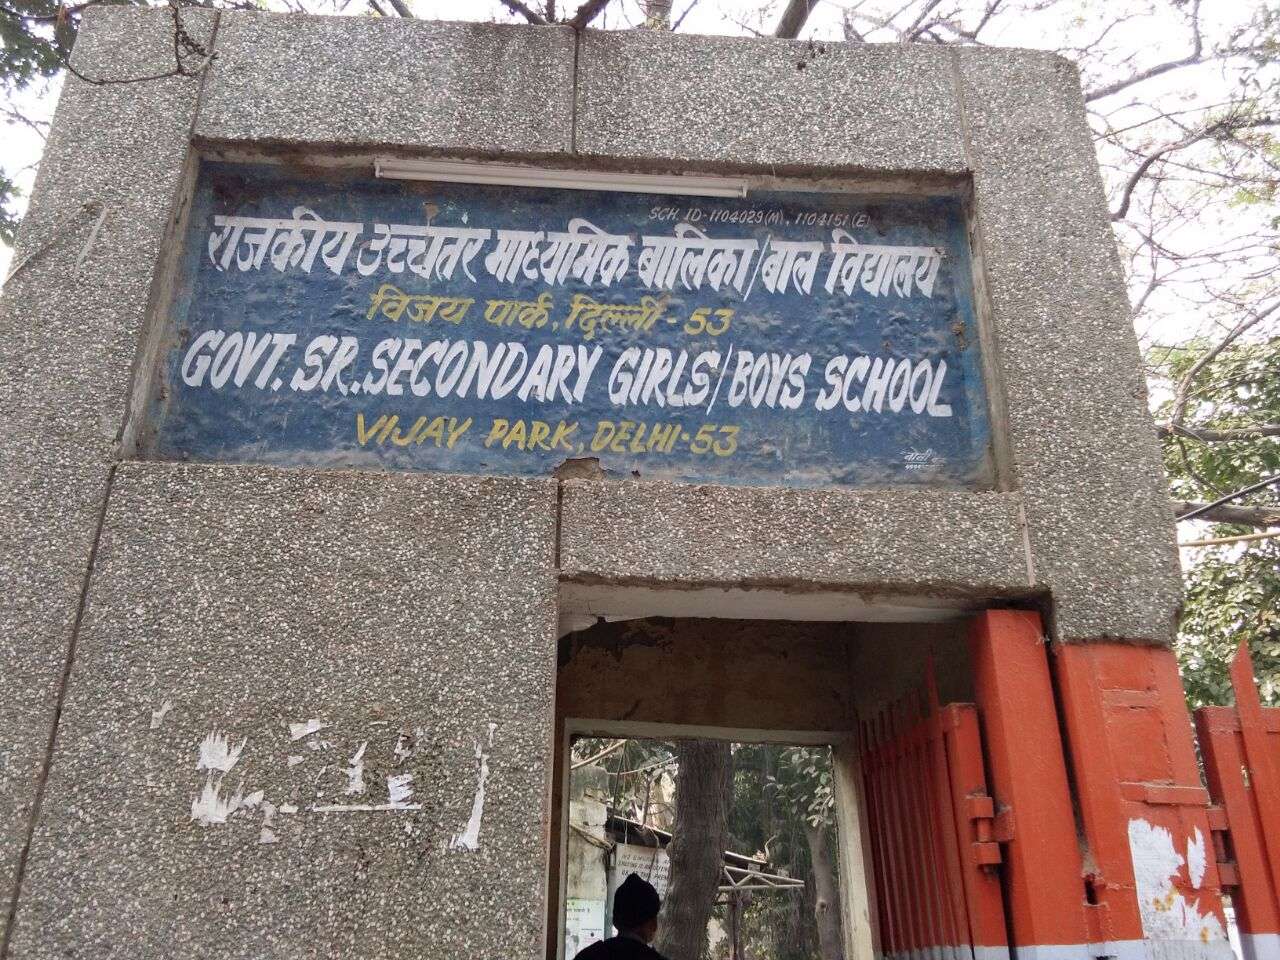 SCH. ID-1104029(M), 1104151(E)
राजकीय उच्चतर माध्यमिक बालिका/बाल विद्यालय
विजय पार्क, दिल्ली-53
GOVT. SR. SECONDARY GIRLS/BOYS SCHOOL
VIJAY PARK, DELHI-53